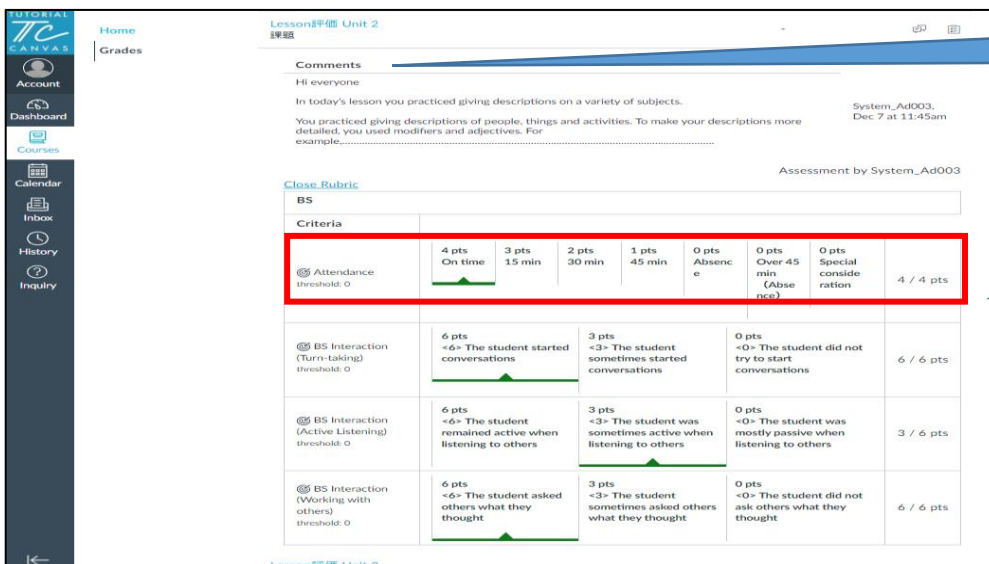 TUTORIAL
TC
CANVAS
Account
Dashboard
Courses
Calendar
Inbox
History
Inquiry
Home
Grades
Lesson評価 Unit 2
課題
-
Comments
Hi everyone
In today's lesson you practiced giving descriptions on a variety of subjects.
You practiced giving descriptions of people, things and activities. To make your descriptions more
detailed, you used modifiers and adjectives. For
example,.......................................................................................................................
System_Ad003,
Dec 7 at 11:45am
Assessment by System_Ad003
Close Rubric
BS
Criteria
Attendance
threshold: 0
4 pts
On time
3 pts
15 min
2 pts
30 min
1 pts
45 min
0 pts
Absenc
e
0 pts
Over 45
min
(Abse
nce)
0 pts
Special
conside
ration
4 / 4 pts
BS Interaction
(Turn-taking)
threshold: 0
6 pts
<6> The student started
conversations
3 pts
<3> The student
sometimes started
conversations
0 pts
<0> The student did not
try to start
conversations
6 / 6 pts
BS Interaction
(Active Listening)
threshold: 0
6 pts
<6> The student
remained active when
listening to others
3 pts
<3> The student was
sometimes active when
listening to others
0 pts
<0> The student was
mostly passive when
listening to others
3 / 6 pts
BS Interaction
(Working with
others)
threshold: 0
6 pts
<6> The student asked
others what they
thought
3 pts
<3> The student
sometimes asked others
what they thought
0 pts
<0> The student did not
ask others what they
thought
6 / 6 pts